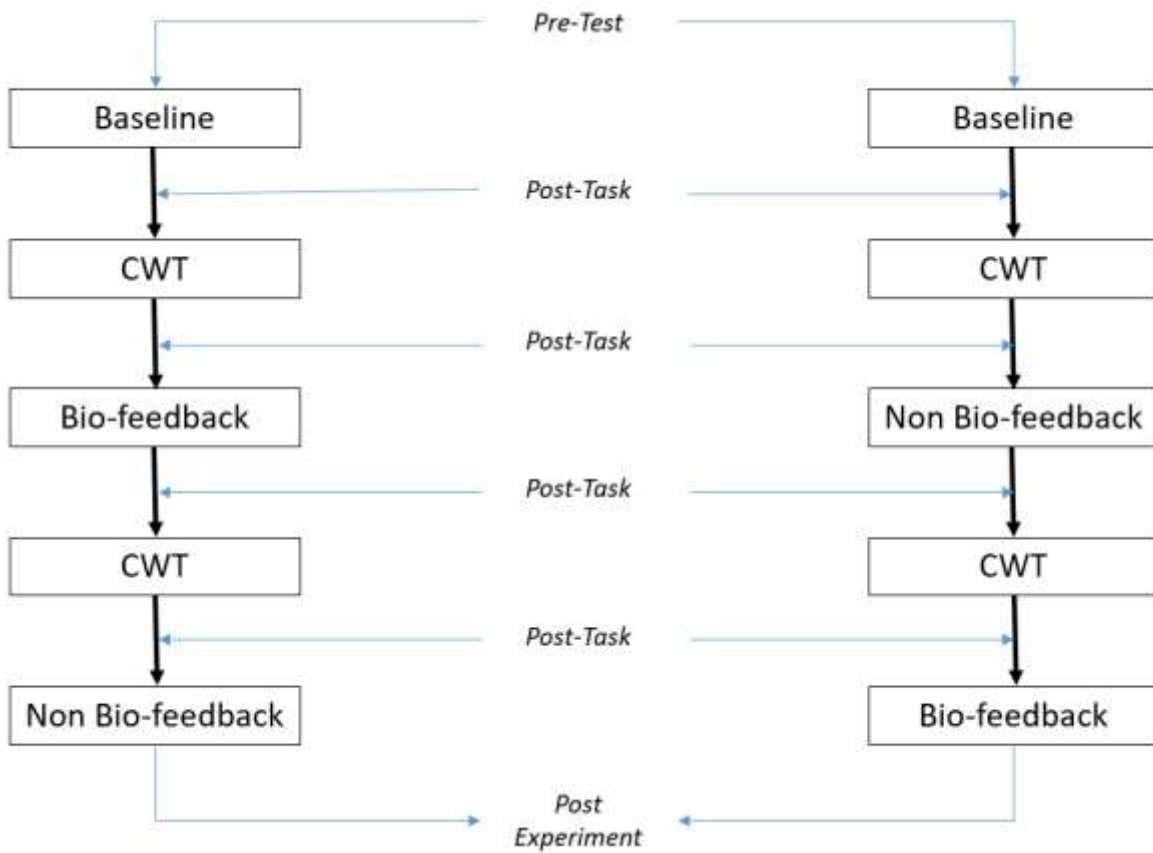 Pre-Test
Baseline
Baseline
Post-Task
CWT
CWT
Post-Task
Bio-feedback
Non Bio-feedback
Post-Task
CWT
CWT
Post-Task
Non Bio-feedback
Bio-feedback
Post
Experiment